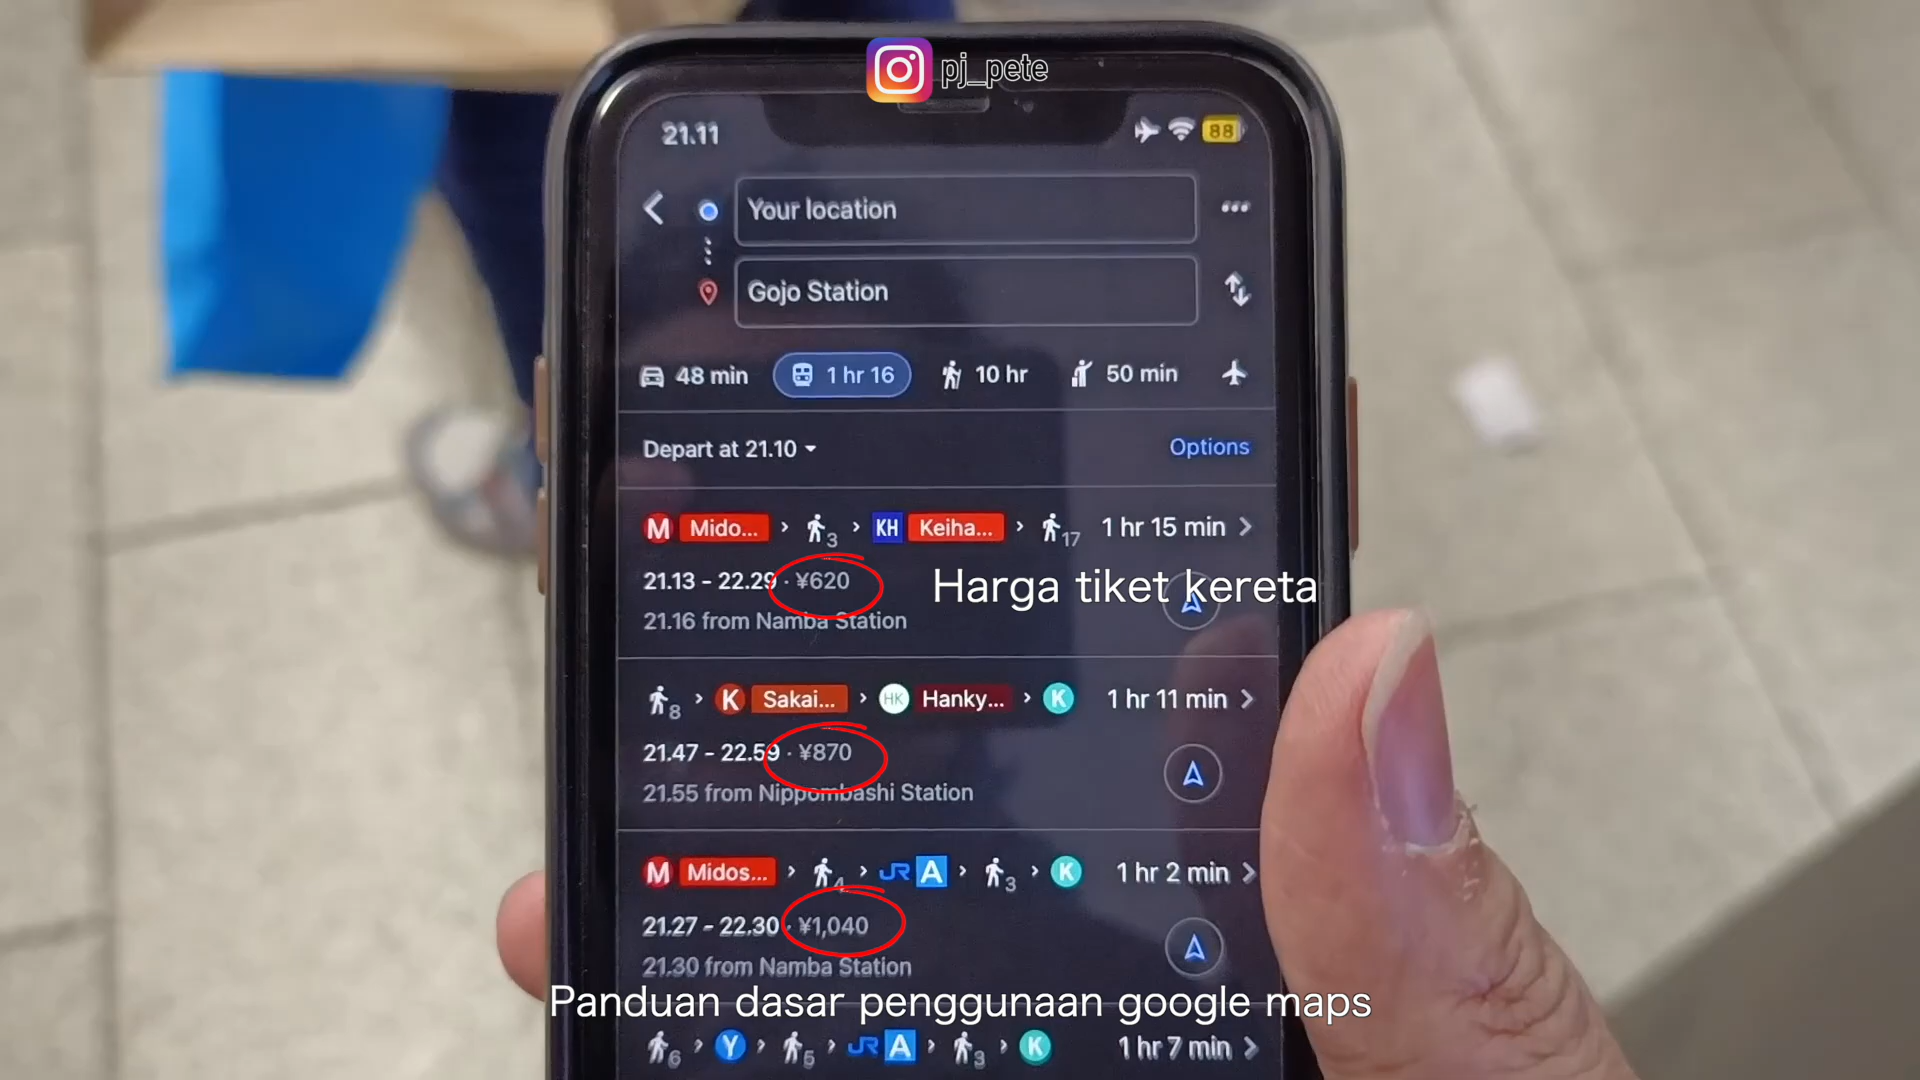 pj_pete
21.11
88
Your location
Gojo Station
48 min
1 hr 16
10 hr
50 min
Depart at 21.10
Options
M Mido... > 3 > KH Keiha... > 17 1 hr 15 min >
21.13 - 22.29 · ¥620
Harga tiket kereta
21.16 from Namba Station
8 > K Sakai... > HK Hanky... > K 1 hr 11 min >
21.47 - 22.59 · ¥870
21.55 from Nippombashi Station
M Midos... > 4 > JR A > 3 > K 1 hr 2 min >
21.27 - 22.30 · ¥1,040
21.30 from Namba Station
Panduan dasar penggunaan google maps
6 > Y > 5 > JR A > 3 > K 1 hr 7 min >